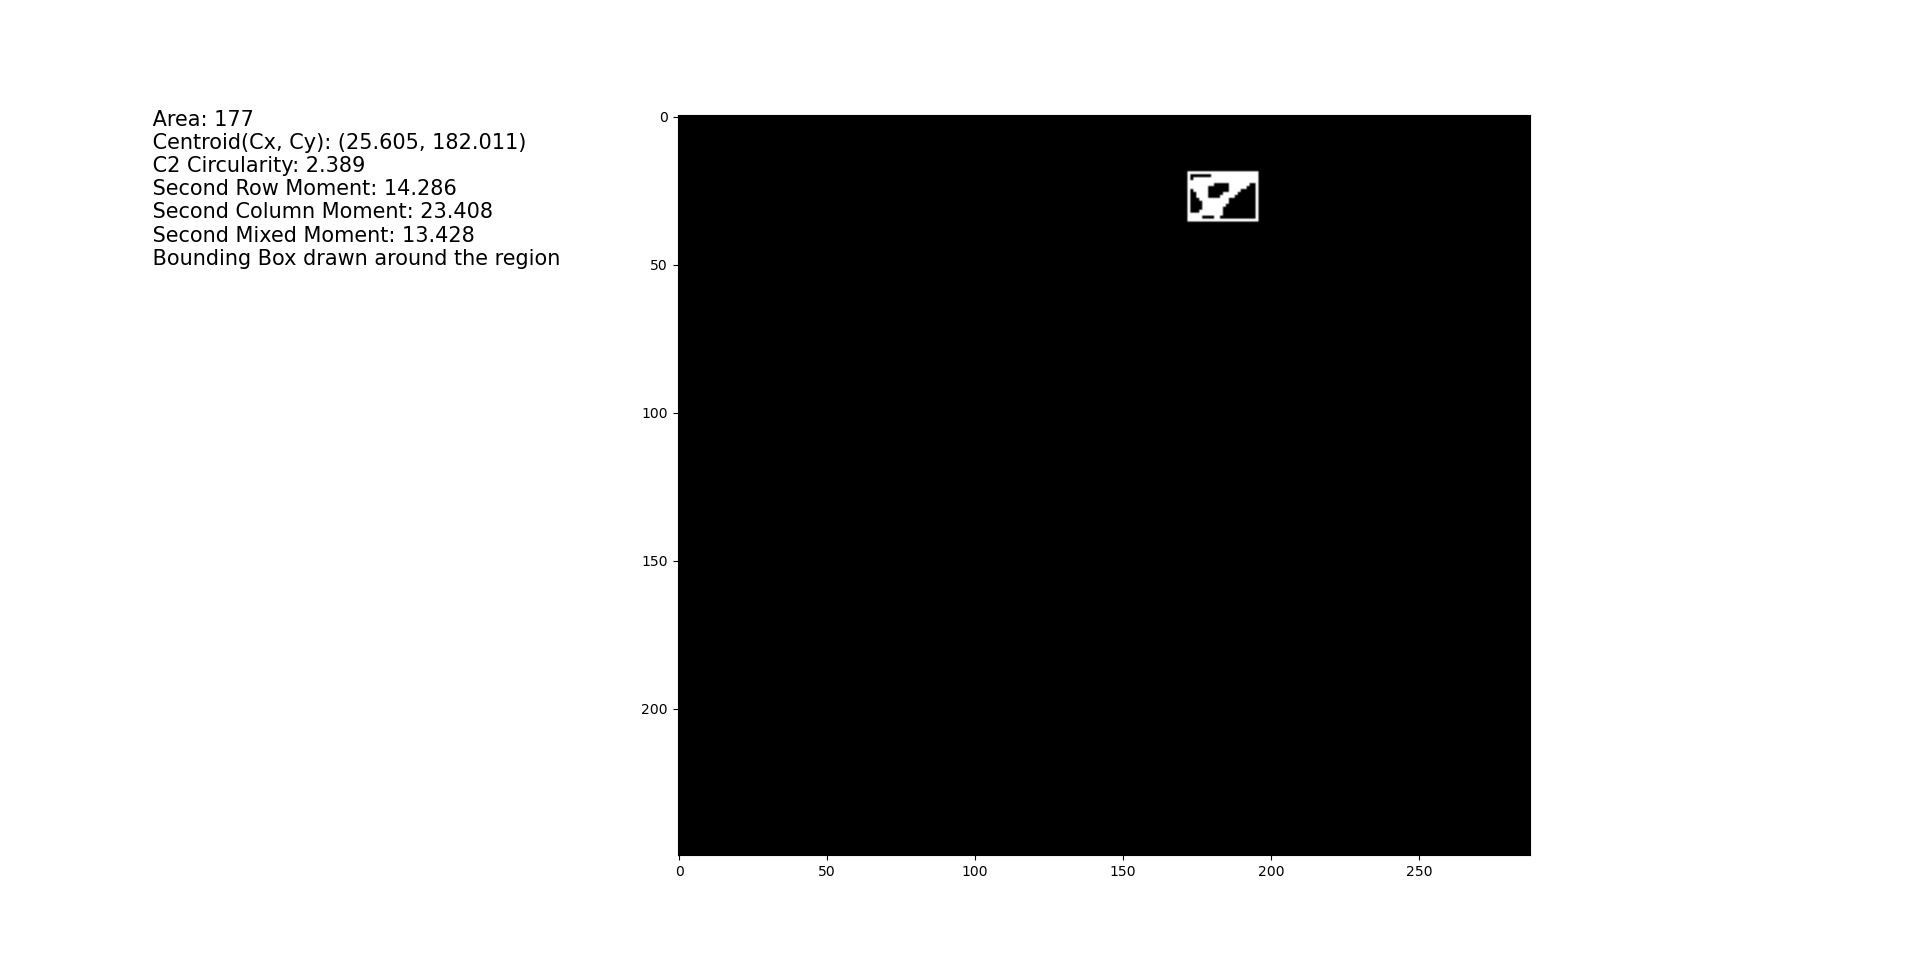 Area: 177
Centroid(Cx, Cy): (25.605, 182.011)
C2 Circularity: 2.389
Second Row Moment: 14.286
Second Column Moment: 23.408
Second Mixed Moment: 13.428
Bounding Box drawn around the region
0
50
100
150
200
0 50 100 150 200 250